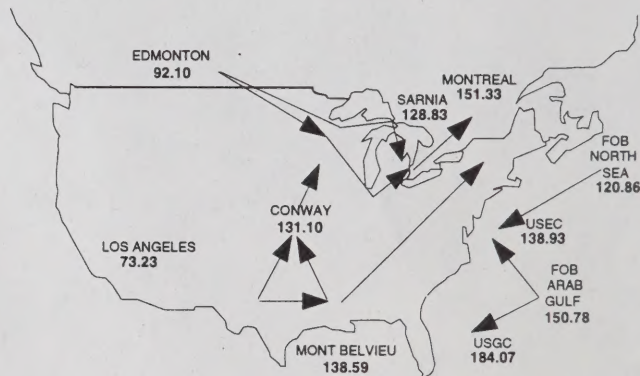 EDMONTON
92.10
MONTREAL
151.33
SARNIA
128.83
FOB
NORTH
SEA
120.86
CONWAY
131.10
USEC
138.93
LOS ANGELES
73.23
FOB
ARAB
GULF
150.78
USGC
184.07
MONT BELVIEU
138.59